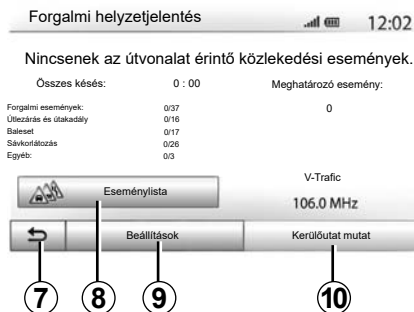 Forgalmi helyzetjelentés 12:02
Nincsenek az útvonalat érintő közlekedési események.
Összes késés: 0 : 00 Meghatározó esemény:
0
Forgalmi események: 0/37
Útlezárás és útakadály 0/16
Baleset 0/17
Sávkorlátozás 0/26
Egyéb: 0/3
Eseménylista
V-Trafic
106.0 MHz
Beállítások Kerülőutat mutat
7 8 9 10